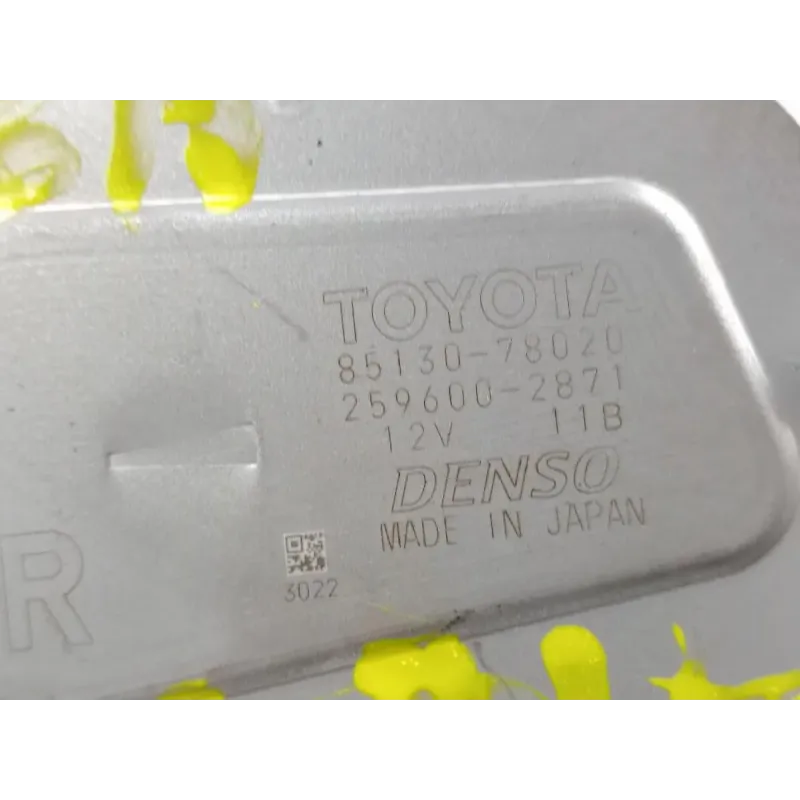 TOYOTA
85130-78020
259600-2871
12V 11B
DENSO
MADE IN JAPAN
R
3022